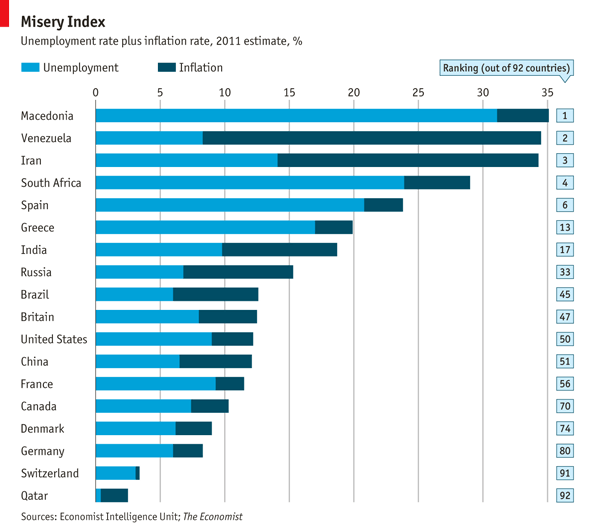 Misery Index
Unemployment rate plus inflation rate, 2011 estimate, %
Unemployment Inflation Ranking (out of 92 countries)
0 5 10 15 20 25 30 35
Macedonia 1
Venezuela 2
Iran 3
South Africa 4
Spain 6
Greece 13
India 17
Russia 33
Brazil 45
Britain 47
United States 50
China 51
France 56
Canada 70
Denmark 74
Germany 80
Switzerland 91
Qatar 92
Sources: Economist Intelligence Unit; The Economist